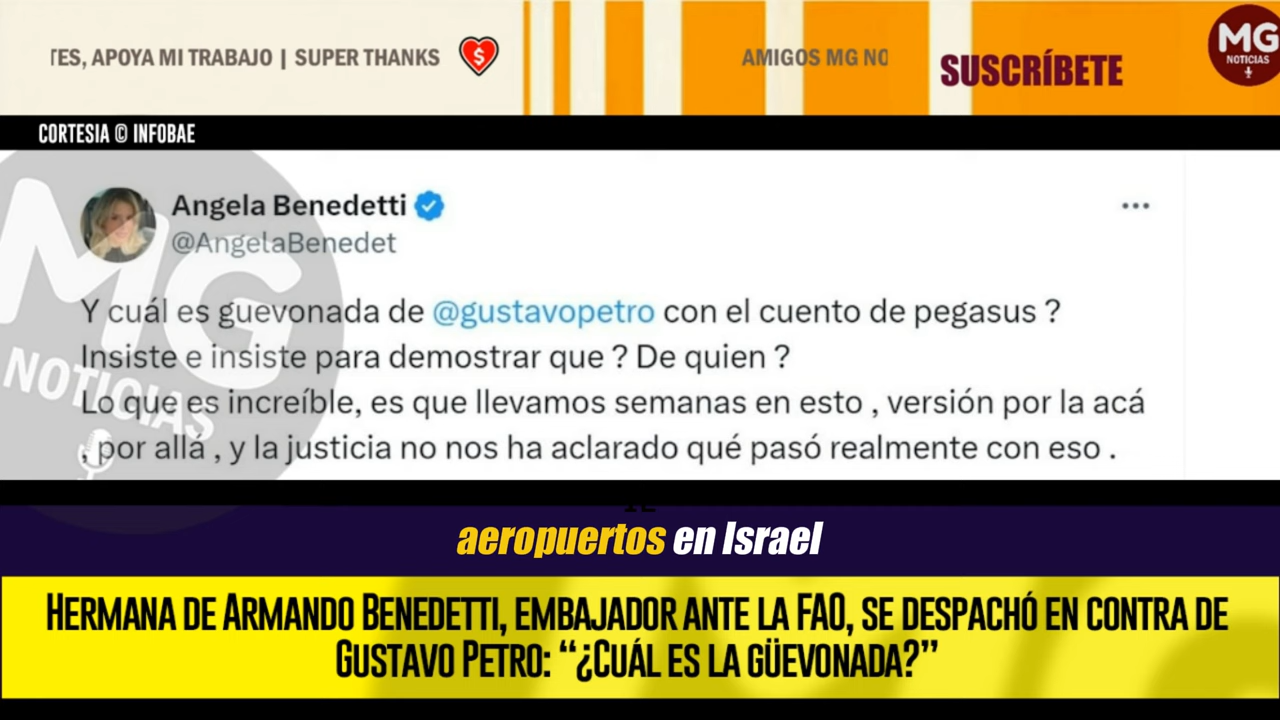 TES, APOYA MI TRABAJO | SUPER THANKS
AMIGOS MG NO
SUSCRÍBETE
MG
NOTICIAS
CORTESIA © INFOBAE
Angela Benedetti
@AngelaBenedet
Y cuál es guevonada de @gustavopetro con el cuento de pegasus ?
Insiste e insiste para demostrar que ? De quien ?
Lo que es increíble, es que llevamos semanas en esto , versión por la acá
, por allá , y la justicia no nos ha aclarado qué pasó realmente con eso .
MG
NOTICIAS
aeropuertos en Israel
HERMANA DE ARMANDO BENEDETTI, EMBAJADOR ANTE LA FAO, SE DESPACHÓ EN CONTRA DE
GUSTAVO PETRO: “¿CUÁL ES LA GÜEVONADA?”